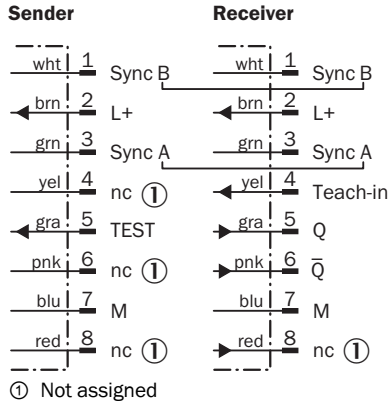 Sender Receiver
wht 1 Sync B wht 1 Sync B
brn 2 L+ brn 2 L+
grn 3 Sync A grn 3 Sync A
yel 4 nc ① yel 4 Teach-in
gra 5 TEST gra 5 Q
pnk 6 nc ① pnk 6 Q̅
blu 7 M blu 7 M
red 8 nc ① red 8 nc ①
① Not assigned